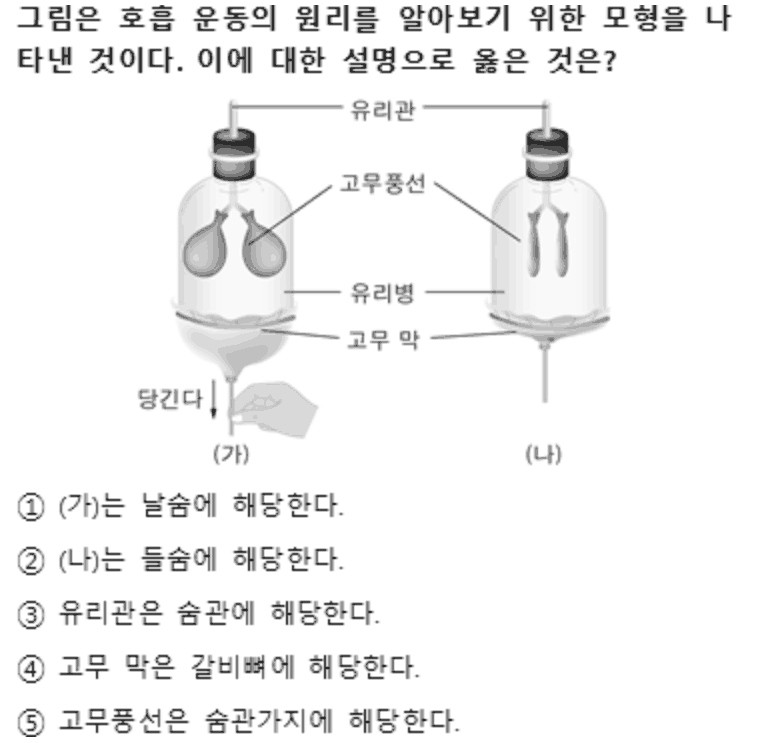 그림은 호흡 운동의 원리를 알아보기 위한 모형을 나
타낸 것이다. 이에 대한 설명으로 옳은 것은?
유리관
고무풍선
유리병
고무 막
당긴다
(가)
(나)
① (가)는 날숨에 해당한다.
② (나)는 들숨에 해당한다.
③ 유리관은 숨관에 해당한다.
④ 고무 막은 갈비뼈에 해당한다.
⑤ 고무풍선은 숨관가지에 해당한다.